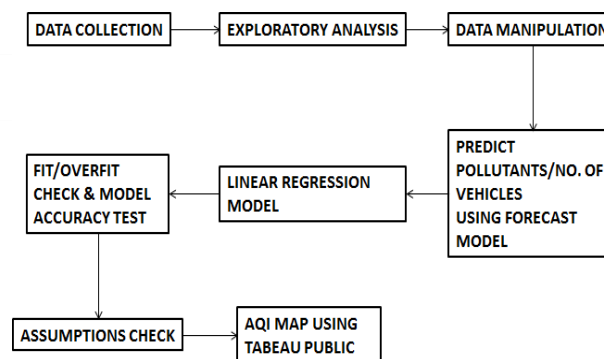 DATA COLLECTION
EXPLORATORY ANALYSIS
DATA MANIPULATION
PREDICT
POLLUTANTS/NO. OF
VEHICLES
USING FORECAST
MODEL
LINEAR REGRESSION
MODEL
FIT/OVERFIT
CHECK & MODEL
ACCURACY TEST
ASSUMPTIONS CHECK
AQI MAP USING
TABEAU PUBLIC